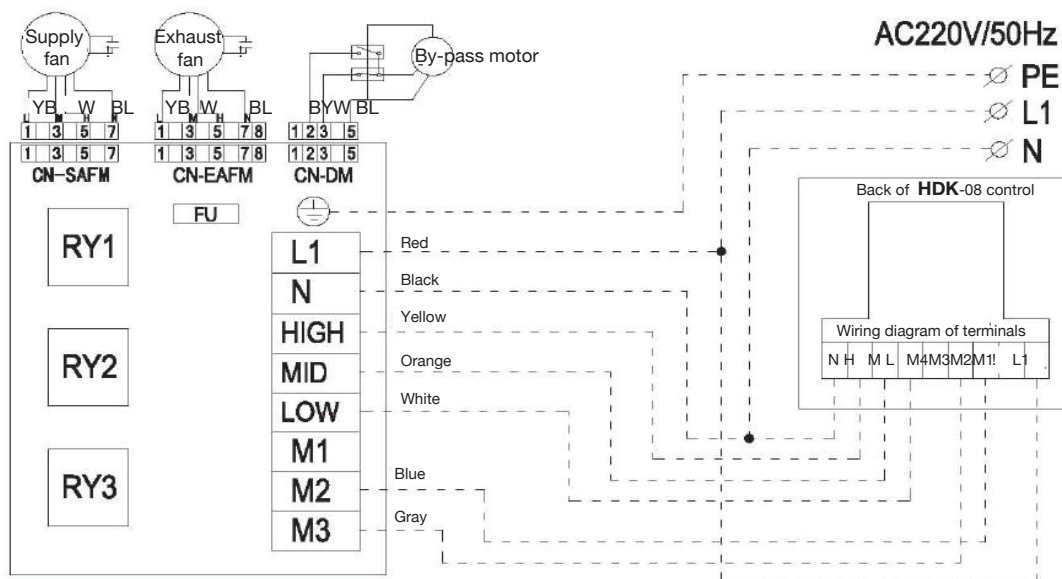 AC220V/50Hz
PE
L1
N
Supply fan
Exhaust fan
By-pass motor
YB W BL
YB W BL
BYW BL
L M H N
L M H N
1 3 5 7
1 3 5 7 8
1 2 3 5
1 3 5 7
1 3 5 7 8
1 2 3 5
CN-SAFM
CN-EAFM
CN-DM
FU
RY1
RY2
RY3
L1
N
HIGH
MID
LOW
M1
M2
M3
Red
Black
Yellow
Orange
White
Blue
Gray
Back of HDK-08 control
Wiring diagram of terminals
N H M L M4M3M2M1! L1